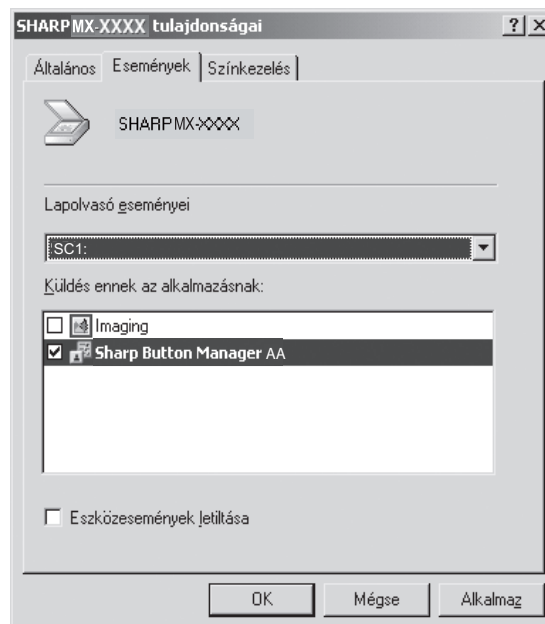 SHARP MX-XXXX tulajdonságai
Általános Események Színkezelés
SHARP MX-XXXX
Lapolvasó eseményei
SC1:
Küldés ennek az alkalmazásnak:
Imaging
Sharp Button Manager AA
Eszközesemények letiltása
OK Mégse Alkalmaz